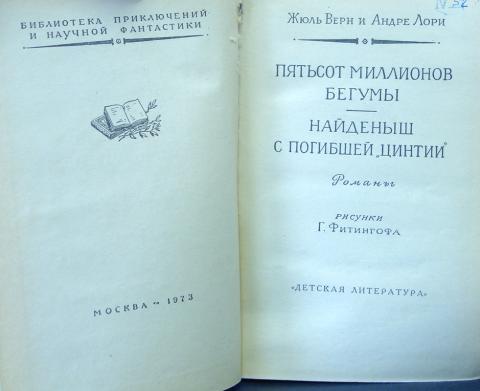 БИБЛИОТЕКА ПРИКЛЮЧЕНИЙ
И НАУЧНОЙ ФАНТАСТИКИ
МОСКВА ~ 1973
ЖЮЛЬ ВЕРН И АНДРЕ ЛОРИ
ПЯТЬСОТ МИЛЛИОНОВ
БЕГУМЫ
НАЙДЕНЫШ
С ПОГИБШЕЙ „ЦИНТИИ"
Романы
РИСУНКИ
Г. ФИТИНГОФА
«ДЕТСКАЯ ЛИТЕРАТУРА»